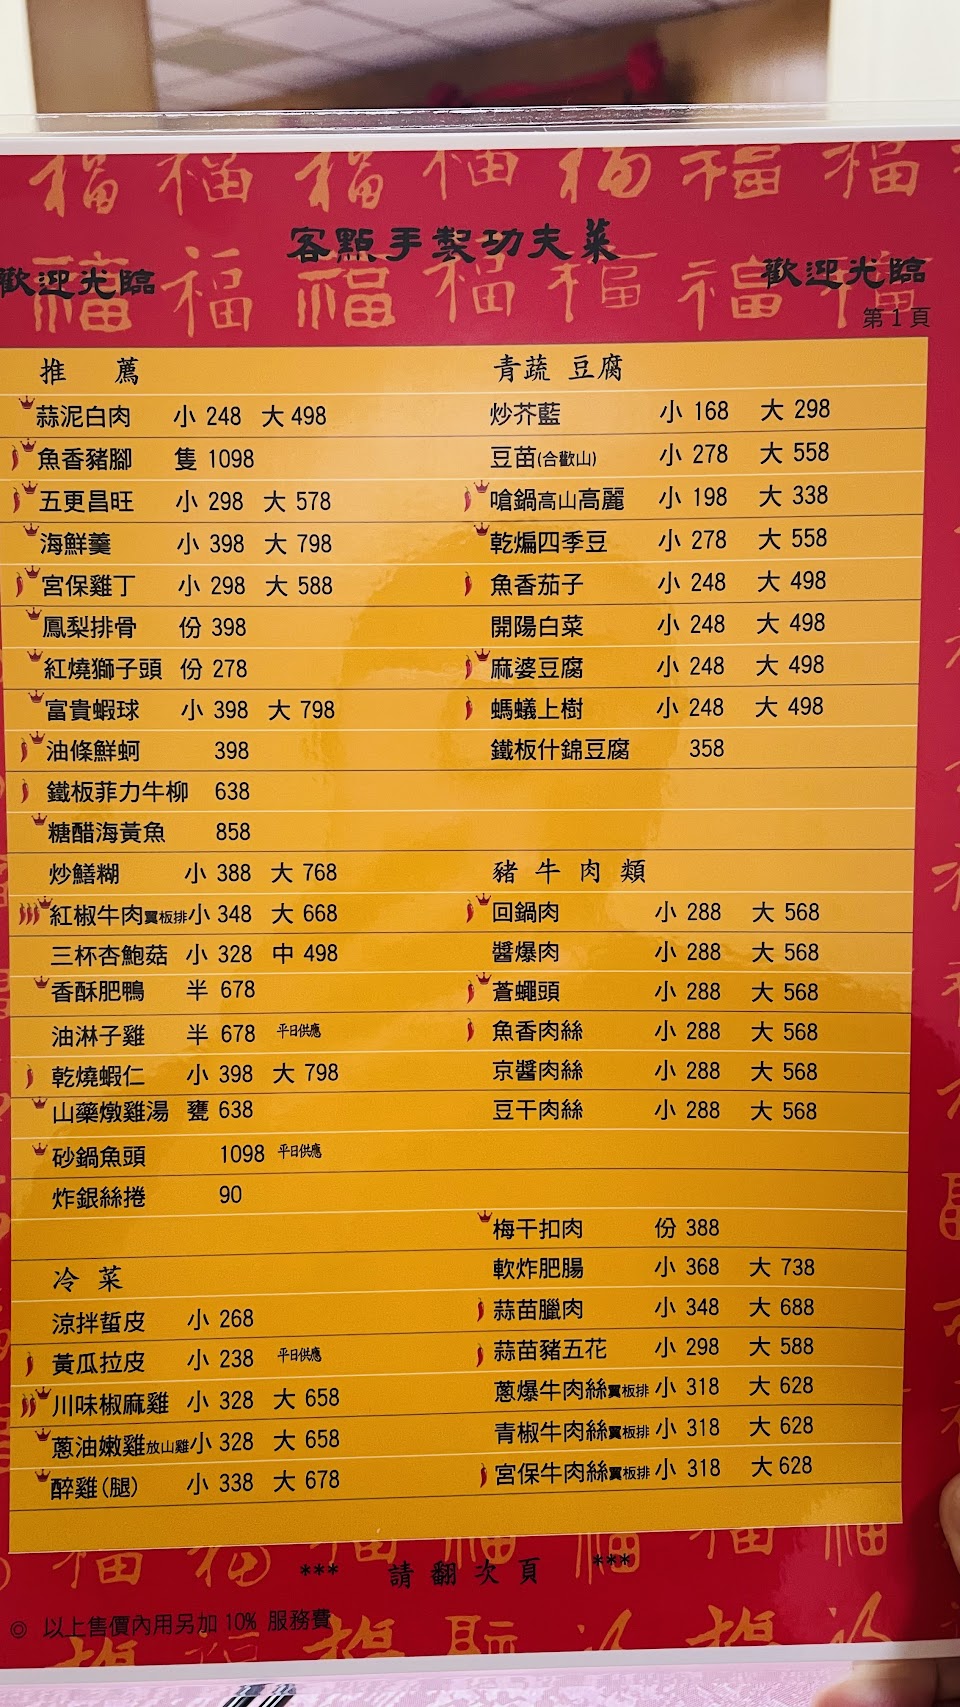 客點手製功夫菜
歡迎光臨
歡迎光臨
第1頁
推 薦
蒜泥白肉 小 248 大 498
魚香豬腳 隻 1098
五更昌旺 小 298 大 578
海鮮羹 小 398 大 798
宮保雞丁 小 298 大 588
鳳梨排骨 份 398
紅燒獅子頭 份 278
富貴蝦球 小 398 大 798
油條鮮蚵 398
鐵板菲力牛柳 638
糖醋海黃魚 858
炒鱔糊 小 388 大 768
紅椒牛肉翼板排小 348 大 668
三杯杏鮑菇 小 328 中 498
香酥肥鴨 半 678
油淋子雞 半 678 平日供應
乾燒蝦仁 小 398 大 798
山藥燉雞湯 甕 638
砂鍋魚頭 1098 平日供應
炸銀絲捲 90
冷 菜
涼拌蜇皮 小 268
黃瓜拉皮 小 238 平日供應
川味椒麻雞 小 328 大 658
蔥油嫩雞放山雞小 328 大 658
醉雞(腿) 小 338 大 678
青蔬 豆腐
炒芥藍 小 168 大 298
豆苗(合歡山) 小 278 大 558
嗆鍋高山高麗 小 198 大 338
乾煸四季豆 小 278 大 558
魚香茄子 小 248 大 498
開陽白菜 小 248 大 498
麻婆豆腐 小 248 大 498
螞蟻上樹 小 248 大 498
鐵板什錦豆腐 358
豬 牛 肉 類
回鍋肉 小 288 大 568
醬爆肉 小 288 大 568
蒼蠅頭 小 288 大 568
魚香肉絲 小 288 大 568
京醬肉絲 小 288 大 568
豆干肉絲 小 288 大 568
梅干扣肉 份 388
軟炸肥腸 小 368 大 738
蒜苗臘肉 小 348 大 688
蒜苗豬五花 小 298 大 588
蔥爆牛肉絲翼板排 小 318 大 628
青椒牛肉絲翼板排 小 318 大 628
宮保牛肉絲翼板排 小 318 大 628
*** 請翻次頁 ***
◎ 以上售價內用另加 10% 服務費